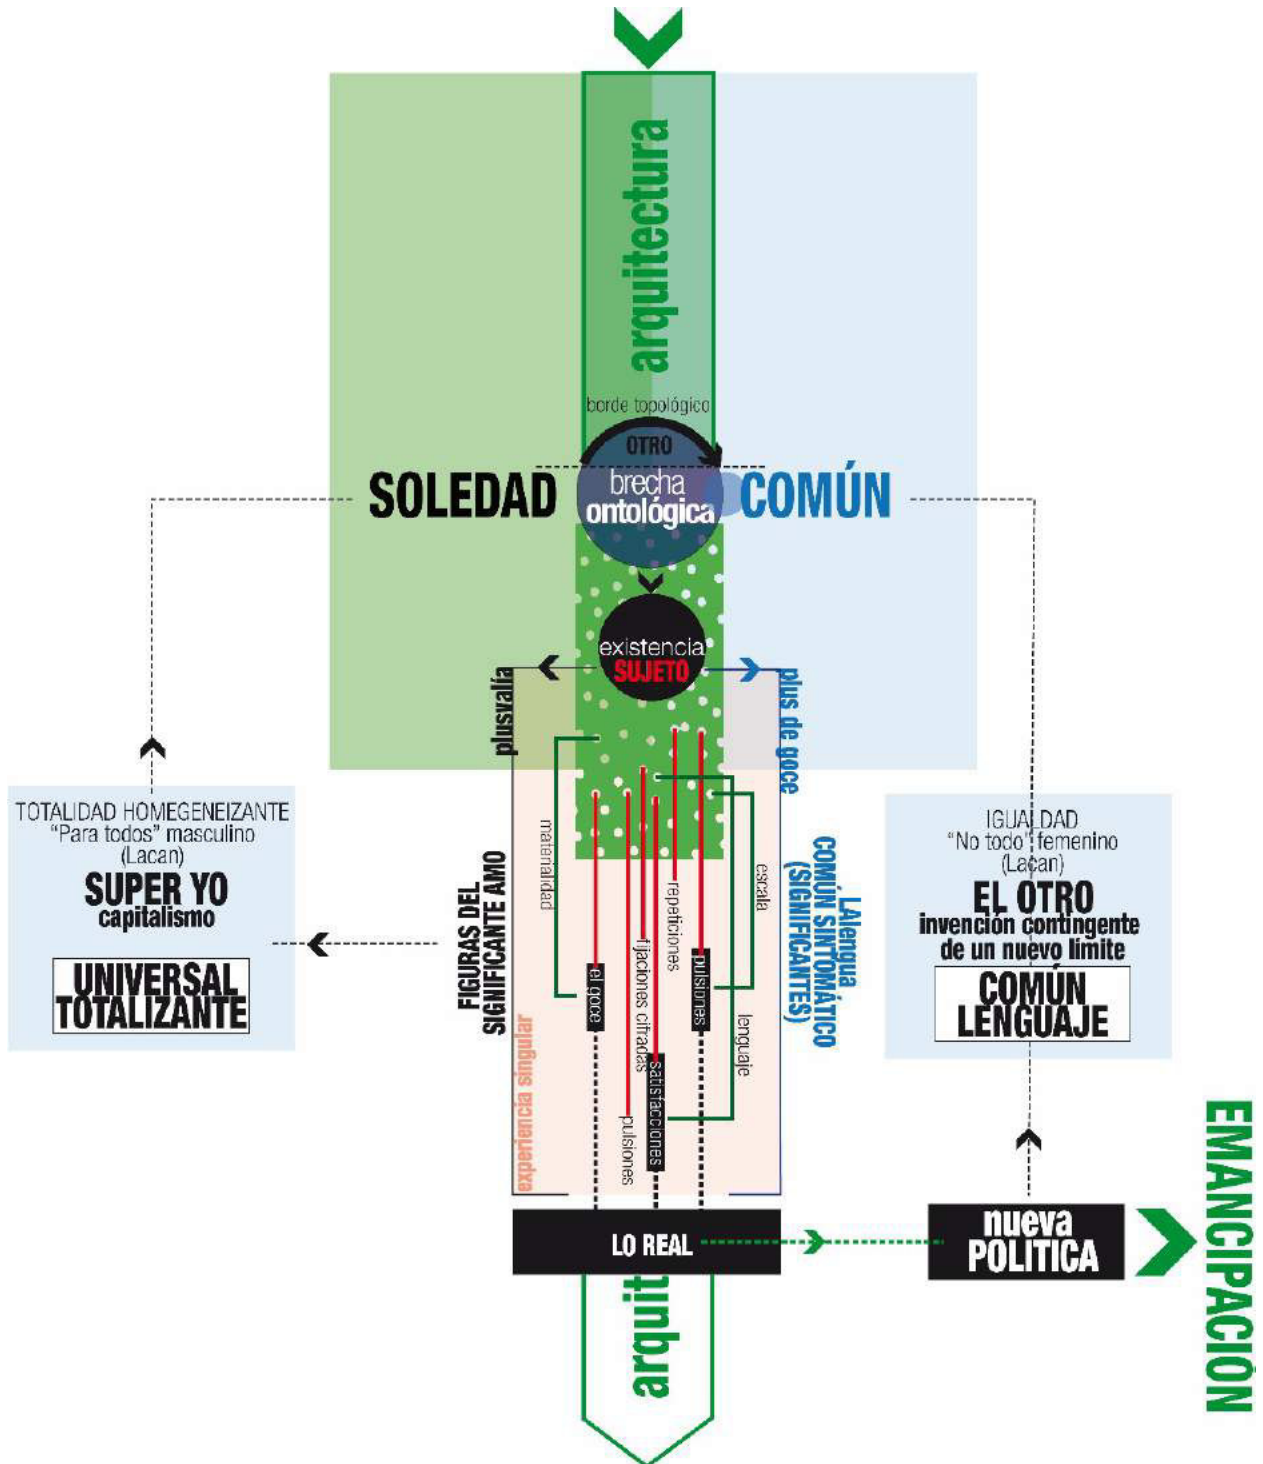 arquitectura
borde topológico
OTRO
SOLEDAD
brecha
ontológica
COMÚN
existencia
SUJETO
plusvalía
plus de goce
TOTALIDAD HOMEGENEIZANTE
“Para todos” masculino
(Lacan)
SUPER YO
capitalismo
UNIVERSAL
TOTALIZANTE
FIGURAS DEL
SIGNIFICANTE AMO
experiencia singular
materialidad
el goce
pulsiones
fijaciones cifradas
satisfacciones
repeticiones
pulsiones
lenguaje
escala
LAlengua
COMÚN SINTOMÁTICO
(SIGNIFICANTES)
IGUALDAD
“No todo” femenino
(Lacan)
EL OTRO
invención contingente
de un nuevo límite
COMÚN
LENGUAJE
LO REAL
nueva
POLITICA
EMANCIPACIÓN
arquit